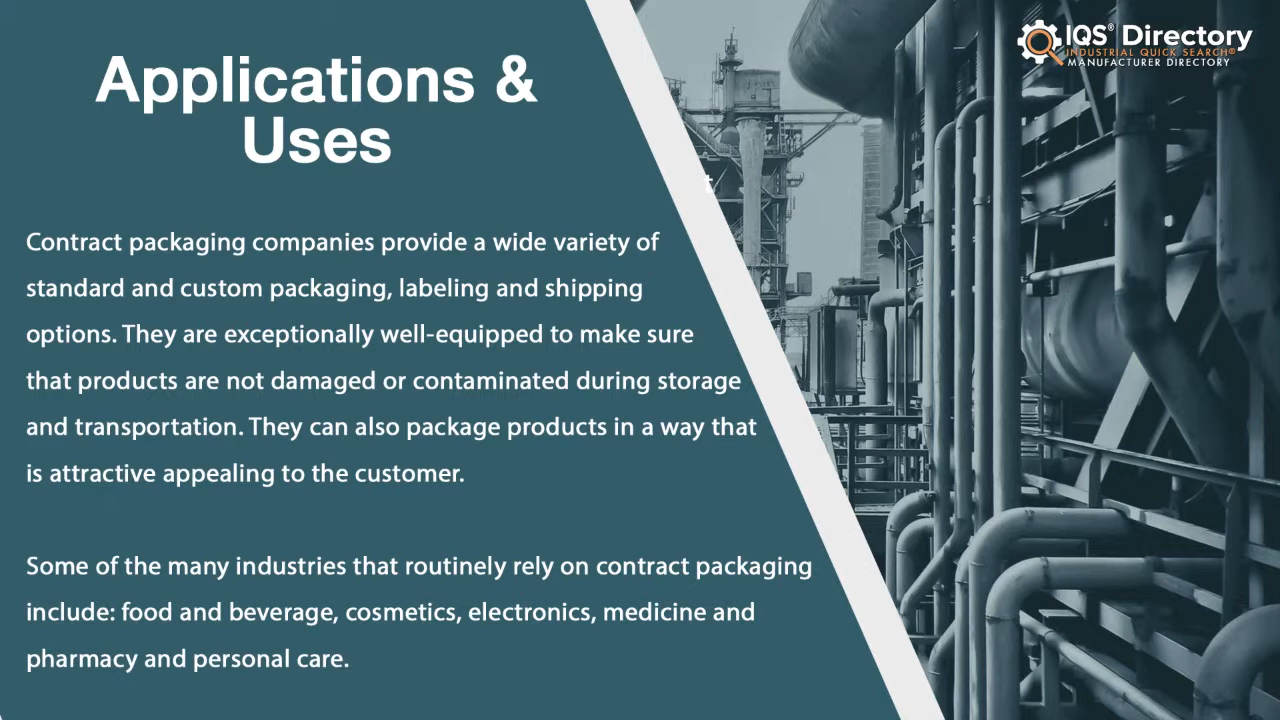 Applications &
Uses
Contract packaging companies provide a wide variety of
standard and custom packaging, labeling and shipping
options. They are exceptionally well-equipped to make sure
that products are not damaged or contaminated during storage
and transportation. They can also package products in a way that
is attractive appealing to the customer.
Some of the many industries that routinely rely on contract packaging
include: food and beverage, cosmetics, electronics, medicine and
pharmacy and personal care.
IQS® Directory
INDUSTRIAL QUICK SEARCH®
MANUFACTURER DIRECTORY
t